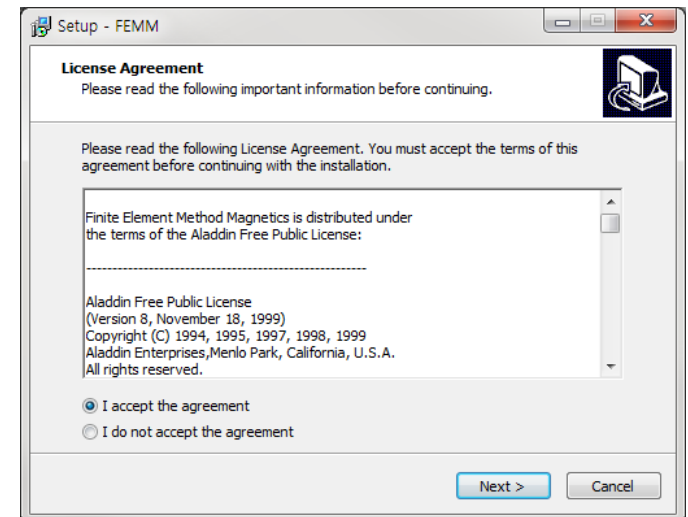 Setup - FEMM
License Agreement
Please read the following important information before continuing.
Please read the following License Agreement. You must accept the terms of this
agreement before continuing with the installation.
Finite Element Method Magnetics is distributed under
the terms of the Aladdin Free Public License:
------------------------------------------------------
Aladdin Free Public License
(Version 8, November 18, 1999)
Copyright (C) 1994, 1995, 1997, 1998, 1999
Aladdin Enterprises,Menlo Park, California, U.S.A.
All rights reserved.
I accept the agreement
I do not accept the agreement
Next >
Cancel